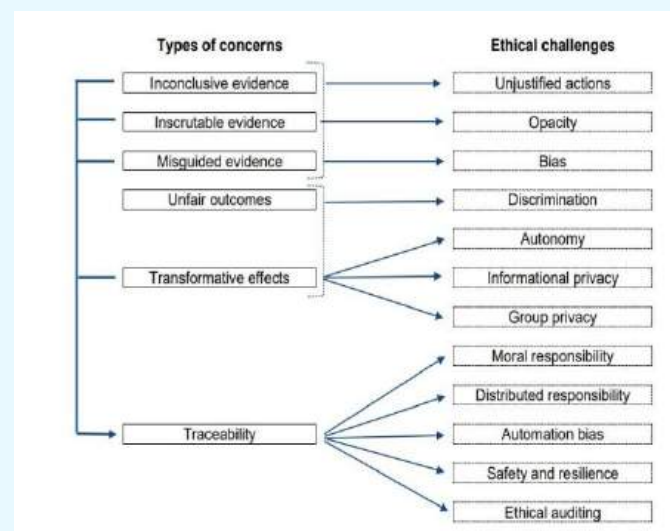 Types of concerns Ethical challenges
Inconclusive evidence Unjustified actions
Inscrutable evidence Opacity
Misguided evidence Bias
Unfair outcomes Discrimination
Autonomy
Transformative effects Informational privacy
Group privacy
Moral responsibility
Distributed responsibility
Traceability Automation bias
Safety and resilience
Ethical auditing